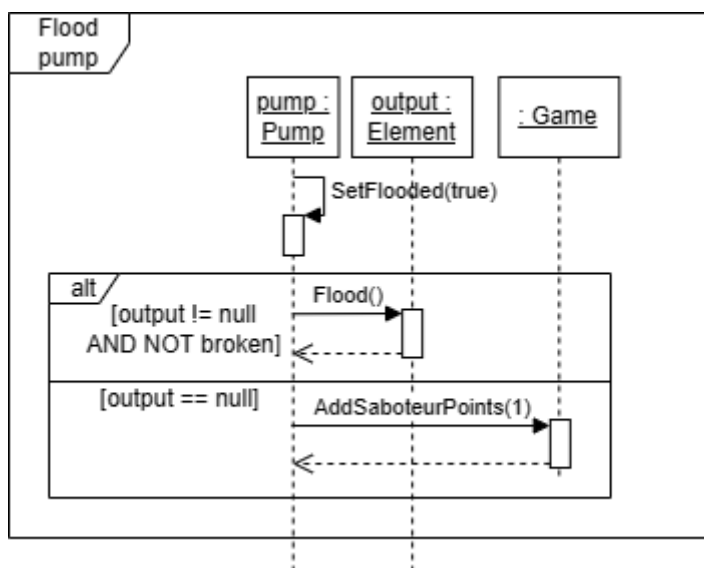 Flood
pump
pump :
Pump
output :
Element
: Game
SetFlooded(true)
alt
[output != null
AND NOT broken]
Flood()
[output == null]
AddSaboteurPoints(1)